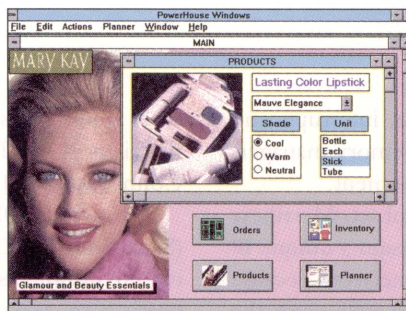 PowerHouse Windows
File Edit Actions Planner Window Help
MAIN
MARY KAY
PRODUCTS
Lasting Color Lipstick
Mauve Elegance
Shade Unit
Cool
Warm
Neutral
Bottle
Each
Stick
Tube
Orders Inventory
Products Planner
Glamour and Beauty Essentials